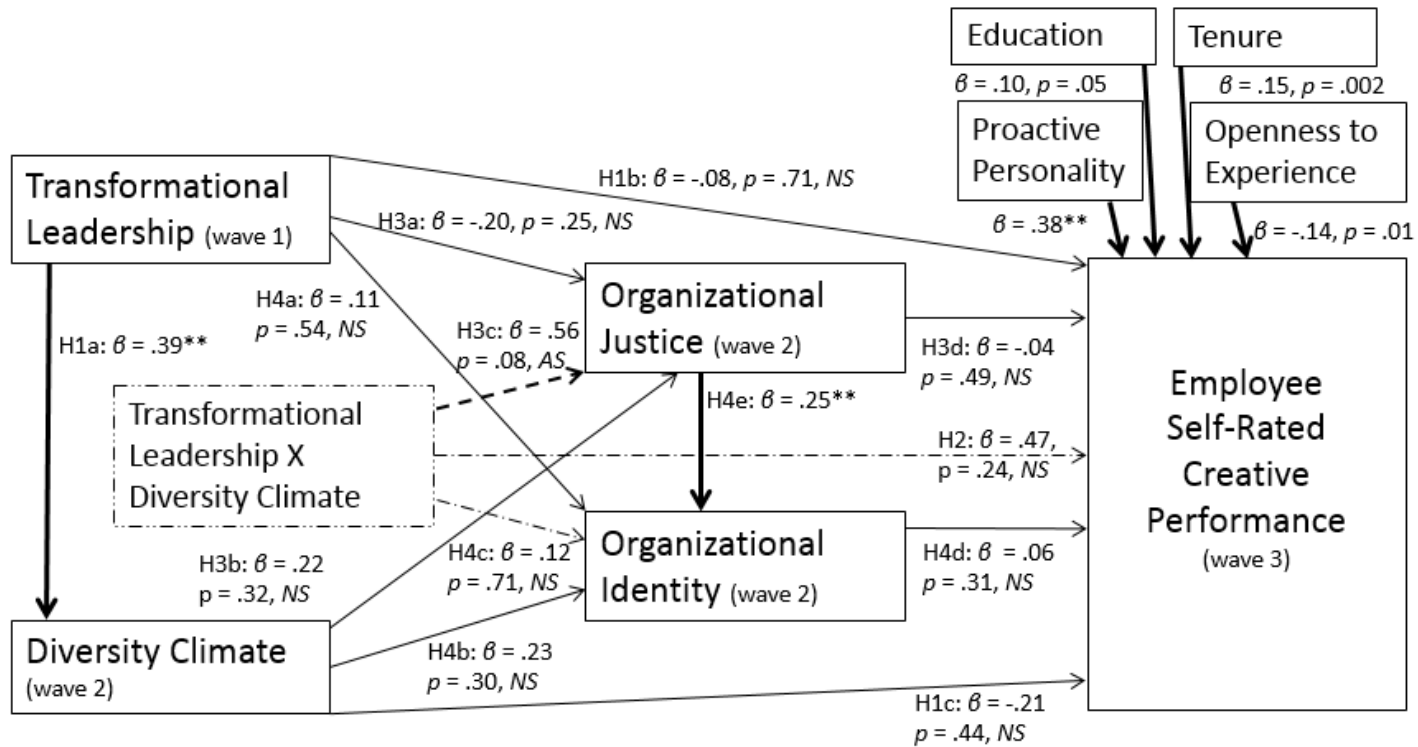 Education
Tenure
β = .10, p = .05
β = .15, p = .002
Proactive
Personality
Openness to
Experience
β = .38**
β = -.14, p = .01
Transformational
Leadership (wave 1)
H1b: β = -.08, p = .71, NS
H3a: β = -.20, p = .25, NS
H4a: β = .11
p = .54, NS
H1a: β = .39**
Organizational
Justice (wave 2)
H3c: β = .56
p = .08, AS
H3d: β = -.04
p = .49, NS
H4e: β = .25**
Transformational
Leadership X
Diversity Climate
H2: β = .47,
p = .24, NS
Employee
Self-Rated
Creative
Performance
(wave 3)
Organizational
Identity (wave 2)
H3b: β = .22
p = .32, NS
H4c: β = .12
p = .71, NS
H4d: β = .06
p = .31, NS
Diversity Climate
(wave 2)
H4b: β = .23
p = .30, NS
H1c: β = -.21
p = .44, NS